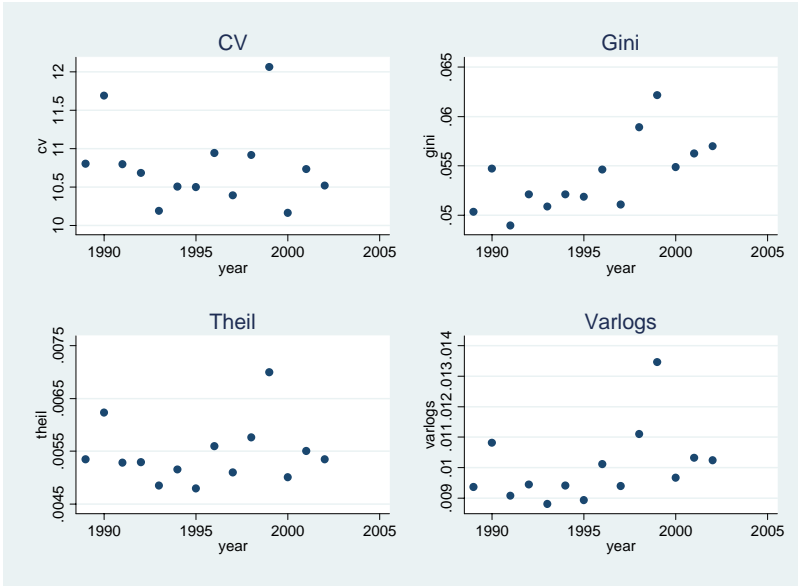 CV
cv
12
11.5
11
10.5
10
1990 1995 2000 2005
year
Gini
gini
.065
.06
.055
.05
1990 1995 2000 2005
year
Theil
theil
.0075
.0065
.0055
.0045
1990 1995 2000 2005
year
Varlogs
varlogs
.014
.013
.012
.011
.01
.009
1990 1995 2000 2005
year